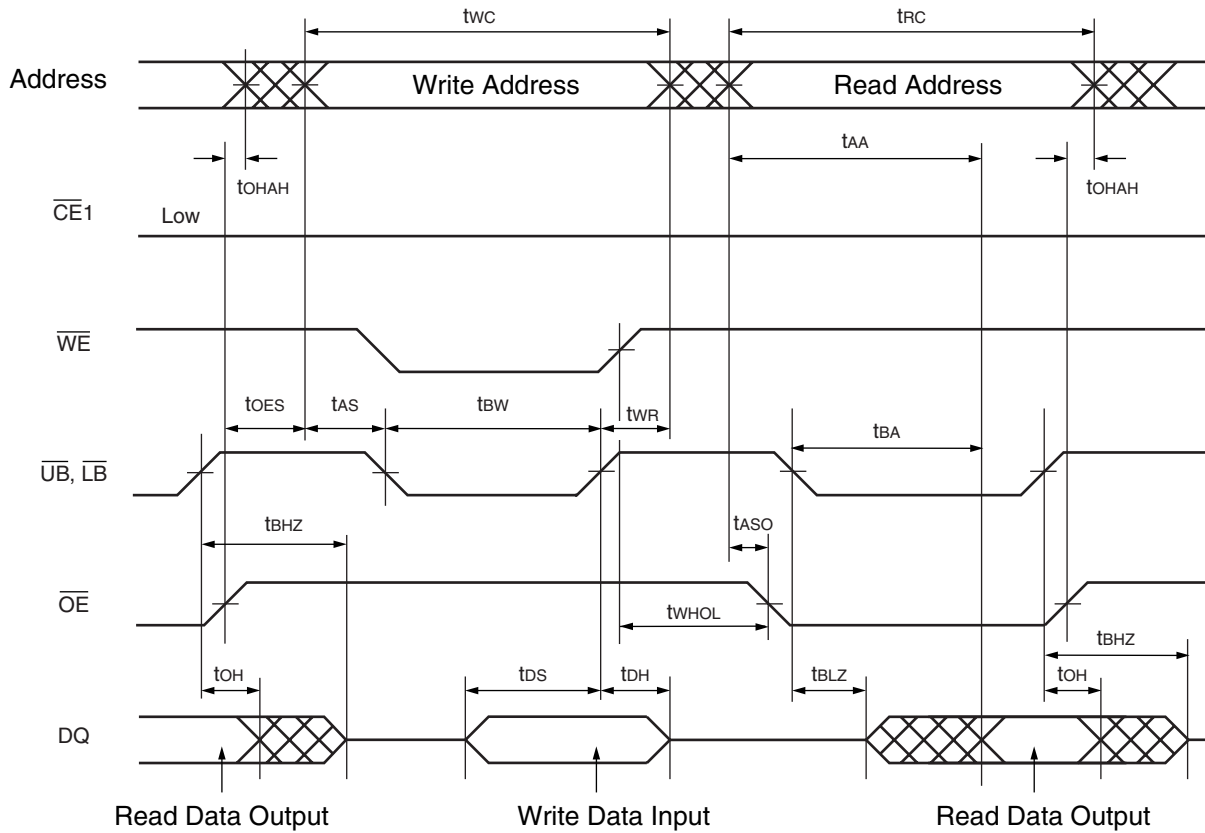 tWC tRC
Address Write Address Read Address
tAA
tOHAH tOHAH
CE1 Low
WE
tOES tAS tBW tWR
tBA
UB, LB
tBHZ tASO
OE
tWHOL
tBHZ
tOH tDS tDH tBLZ tOH
DQ
Read Data Output Write Data Input Read Data Output